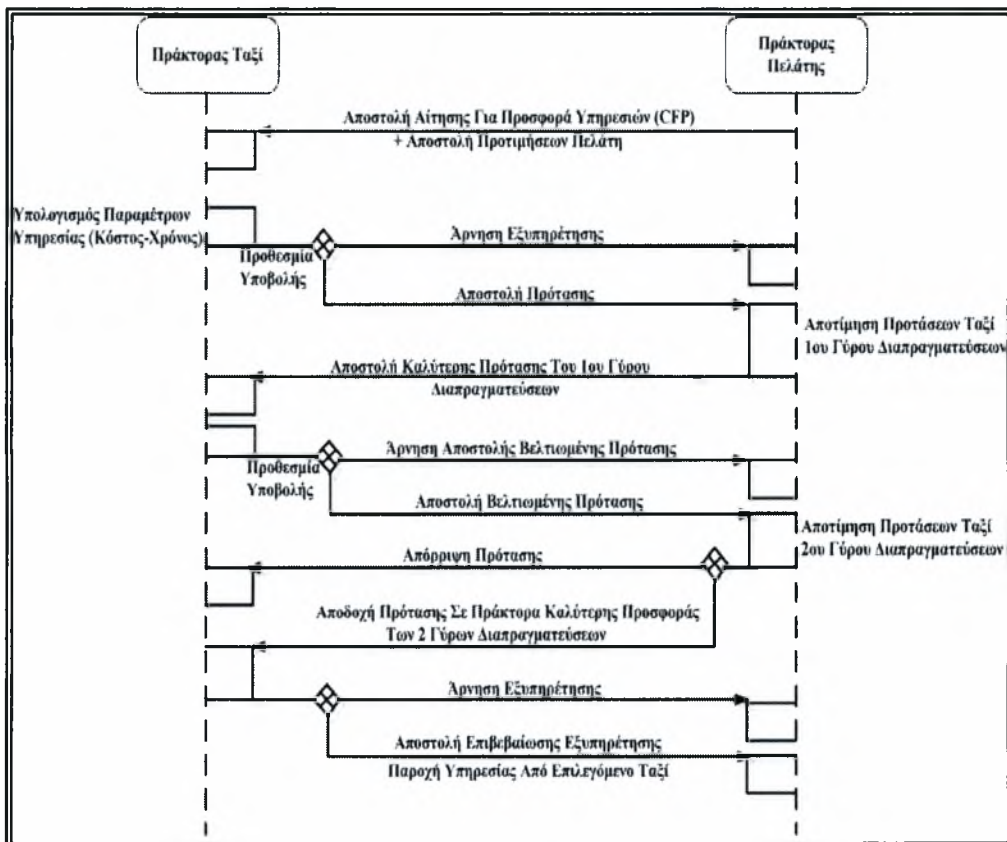 Πράκτορας Ταξί
Πράκτορας
Πελάτης
Αποστολή Αίτησης Για Προσφορά Υπηρεσιών (CFP)
+ Αποστολή Προτιμήσεων Πελάτη
Υπολογισμός Παραμέτρων
Υπηρεσίας (Κόστος-Χρόνος)
Προθεσμία
Υποβολής
Άρνηση Εξυπηρέτησης
Αποστολή Πρότασης
Αποτίμηση Προτάσεων Ταξί
1ου Γύρου Διαπραγματεύσεων
Αποστολή Καλύτερης Πρότασης Του 1ου Γύρου
Διαπραγματεύσεων
Άρνηση Αποστολής Βελτιωμένης Πρότασης
Προθεσμία
Υποβολής
Αποστολή Βελτιωμένης Πρότασης
Αποτίμηση Προτάσεων Ταξί
2ου Γύρου Διαπραγματεύσεων
Απόρριψη Πρότασης
Αποδοχή Πρότασης Σε Πράκτορα Καλύτερης Προσφοράς
Των 2 Γύρων Διαπραγματεύσεων
Άρνηση Εξυπηρέτησης
Αποστολή Επιβεβαίωσης Εξυπηρέτησης
Παροχή Υπηρεσίας Από Επιλεγόμενο Ταξί